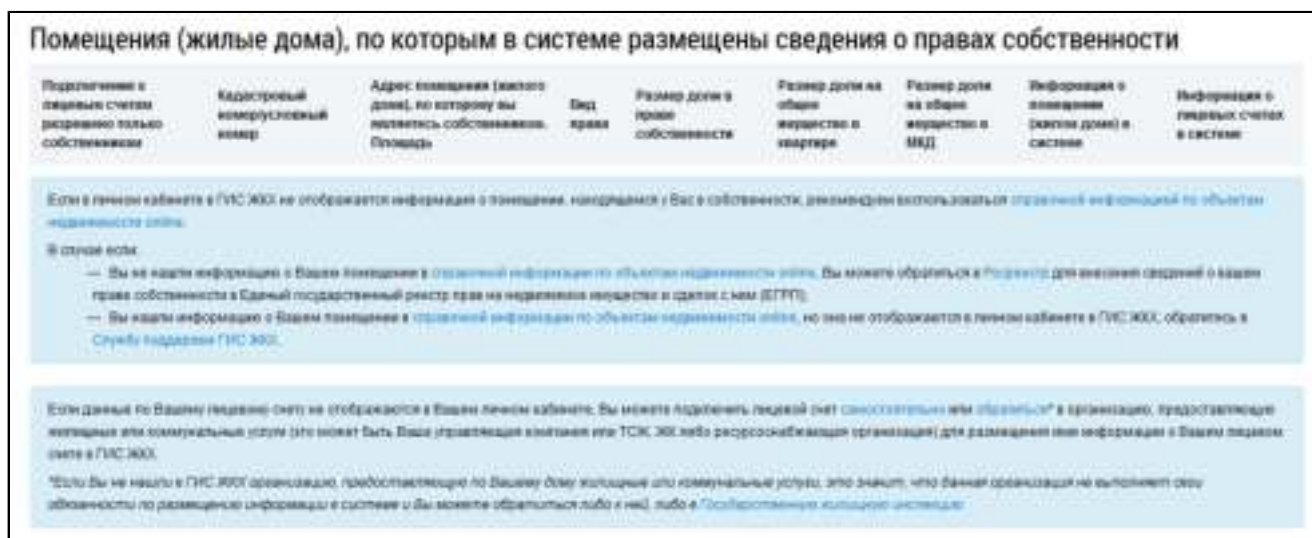 Помещения (жилые дома), по которым в системе размещены сведения о правах собственности
Подключение к лицевым счетам разрешено только собственникам
Кадастровый номер/условный номер
Адрес помещения (жилого дома), по которому вы являетесь собственником. Площадь
Вид права
Размер доли в праве собственности
Размер доли на общее имущество в квартире
Размер доли на общее имущество в МКД
Информация о помещении (жилом доме) в системе
Информация о лицевых счетах в системе
Если в личном кабинете в ГИС ЖКХ не отображается информация о помещении, находящемся у Вас в собственности, рекомендуем воспользоваться справочной информацией по объектам
недвижимости online.
В случае если:
— Вы не нашли информацию о Вашем помещении в справочной информации по объектам недвижимости online, Вы можете обратиться в Росреестр для внесения сведений о вашем
праве собственности в Единый государственный реестр прав на недвижимое имущество и сделок с ним (ЕГРП);
— Вы нашли информацию о Вашем помещении в справочной информации по объектам недвижимости online, но она не отображается в личном кабинете в ГИС ЖКХ, обратитесь в
Службу поддержки ГИС ЖКХ.
Если данные по Вашему лицевому счету не отображаются в Вашем личном кабинете, Вы можете подключить лицевой счет самостоятельно или обратиться* в организацию, предоставляющую
жилищные или коммунальные услуги (это может быть Ваша управляющая компания или ТСЖ, ЖК либо ресурсоснабжающая организация) для размещения ими информации о Вашем лицевом
счете в ГИС ЖКХ.
*Если Вы не нашли в ГИС ЖКХ организацию, предоставляющую по Вашему дому жилищные или коммунальные услуги, это значит, что данная организация не выполняет свои
обязанности по размещению информации в системе и Вы можете обратиться либо к ней, либо в Государственную жилищную инспекцию